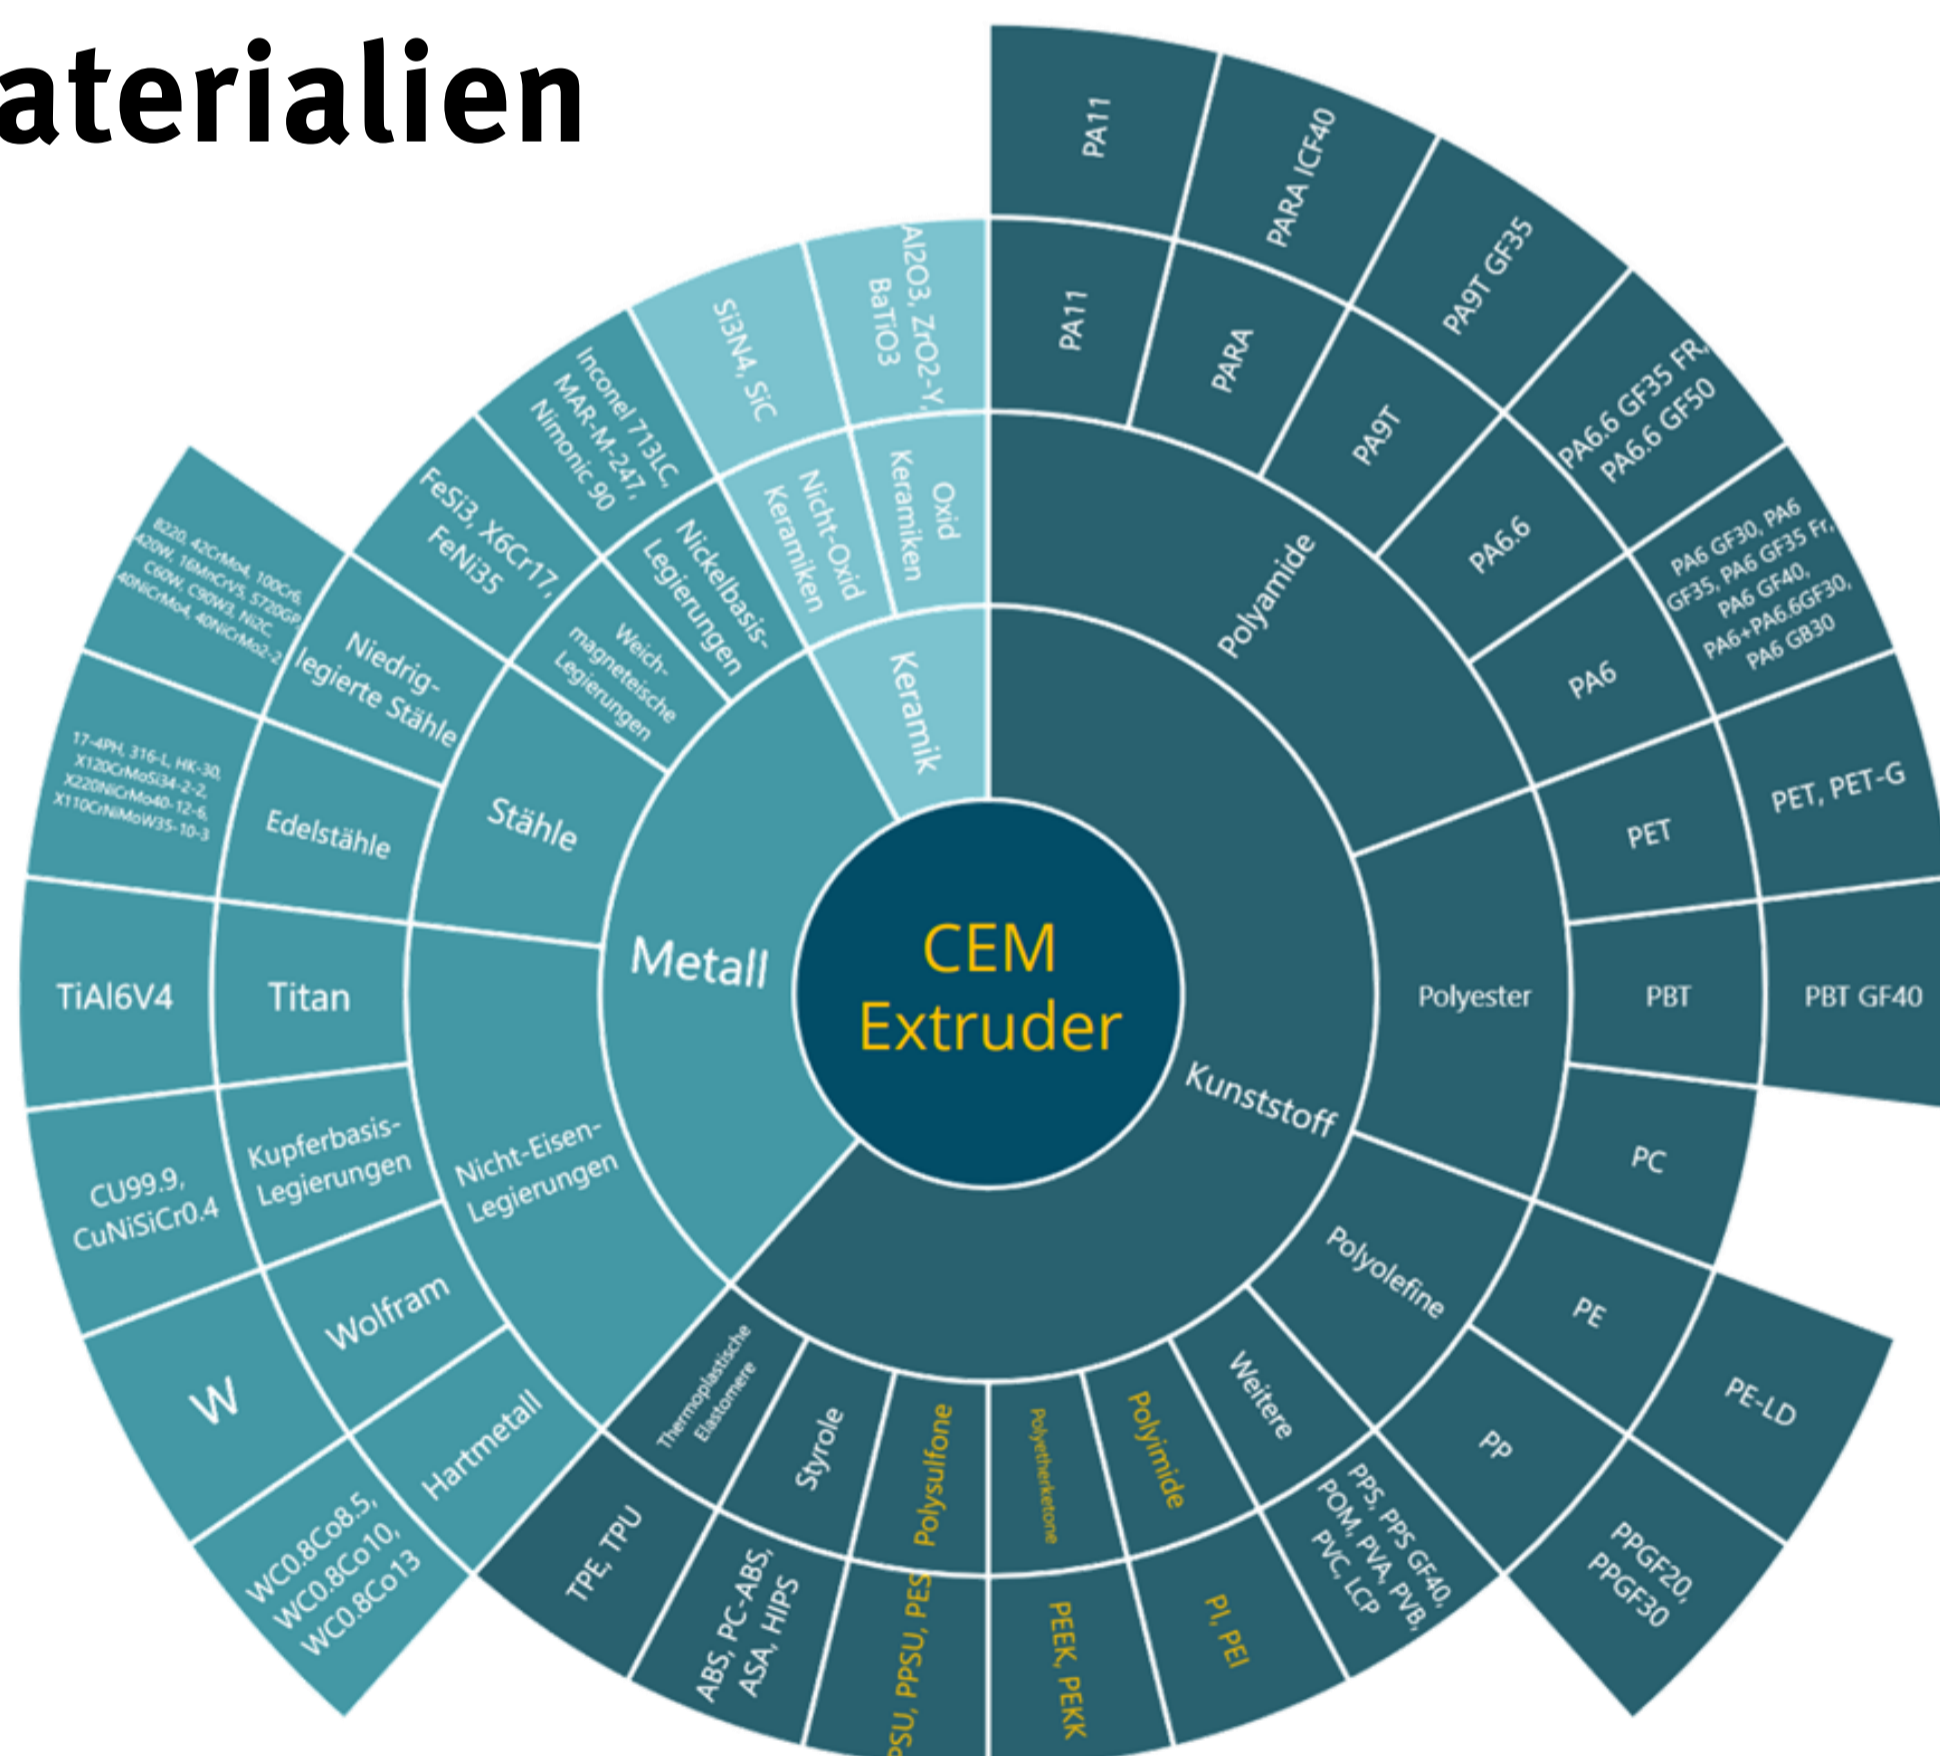 aterialien
CEM
Extruder
Kunststoff
Polyamide
PA11
PA11
PARA
PARA ICF40
PA9T
PA9T GF35
PA6.6
PA6.6 GF35 FR,
PA6.6 GF50
PA6
PA6 GF30, PA6
GF35, PA6 GF35 Fr,
PA6 GF40,
PA6+PA6.6GF30,
PA6 GB30
Polyester
PET
PET, PET-G
PBT
PBT GF40
PC
Polyolefine
PE
PE-LD
PP
PPGF20,
PPGF30
Weitere
PPS, PPS GF40,
POM, PVA, PVB,
PVC, LCP
Polyimide
PI, PEI
Polyetherketone
PEEK, PEKK
Polysulfone
PSU, PPSU, PES
Styrole
ABS, PC-ABS,
ASA, HIPS
Thermoplastische
Elastomere
TPE, TPU
Metall
Nicht-Eisen-
Legierungen
Hartmetall
WC0.8Co8.5,
WC0.8Co10,
WC0.8Co13
Wolfram
W
Kupferbasis-
Legierungen
CU99.9,
CuNiSiCr0.4
Titan
TiAl6V4
Stähle
Edelstähle
17-4PH, 316-L, HK-30,
X120CrMoSi34-2-2,
X220NiCrMo40-12-6,
X110CrNiMoW35-10-3
Niedrig-
legierte Stähle
8220, 42CrMo4, 100Cr6,
420W, 16MnCrV5, S720GP,
C60W, C90W3, Ni2C,
40NiCrMo4, 40NiCrMo2-2
Weich-
magneteische
Legierungen
FeSi3, X6Cr17,
FeNi35
Nickelbasis-
Legierungen
Inconel 713LC,
MAR-M-247,
Nimonic 90
Keramik
Nicht-Oxid
Keramiken
Si3N4, SiC
Oxid
Keramiken
Al2O3, ZrO2-Y,
BaTiO3